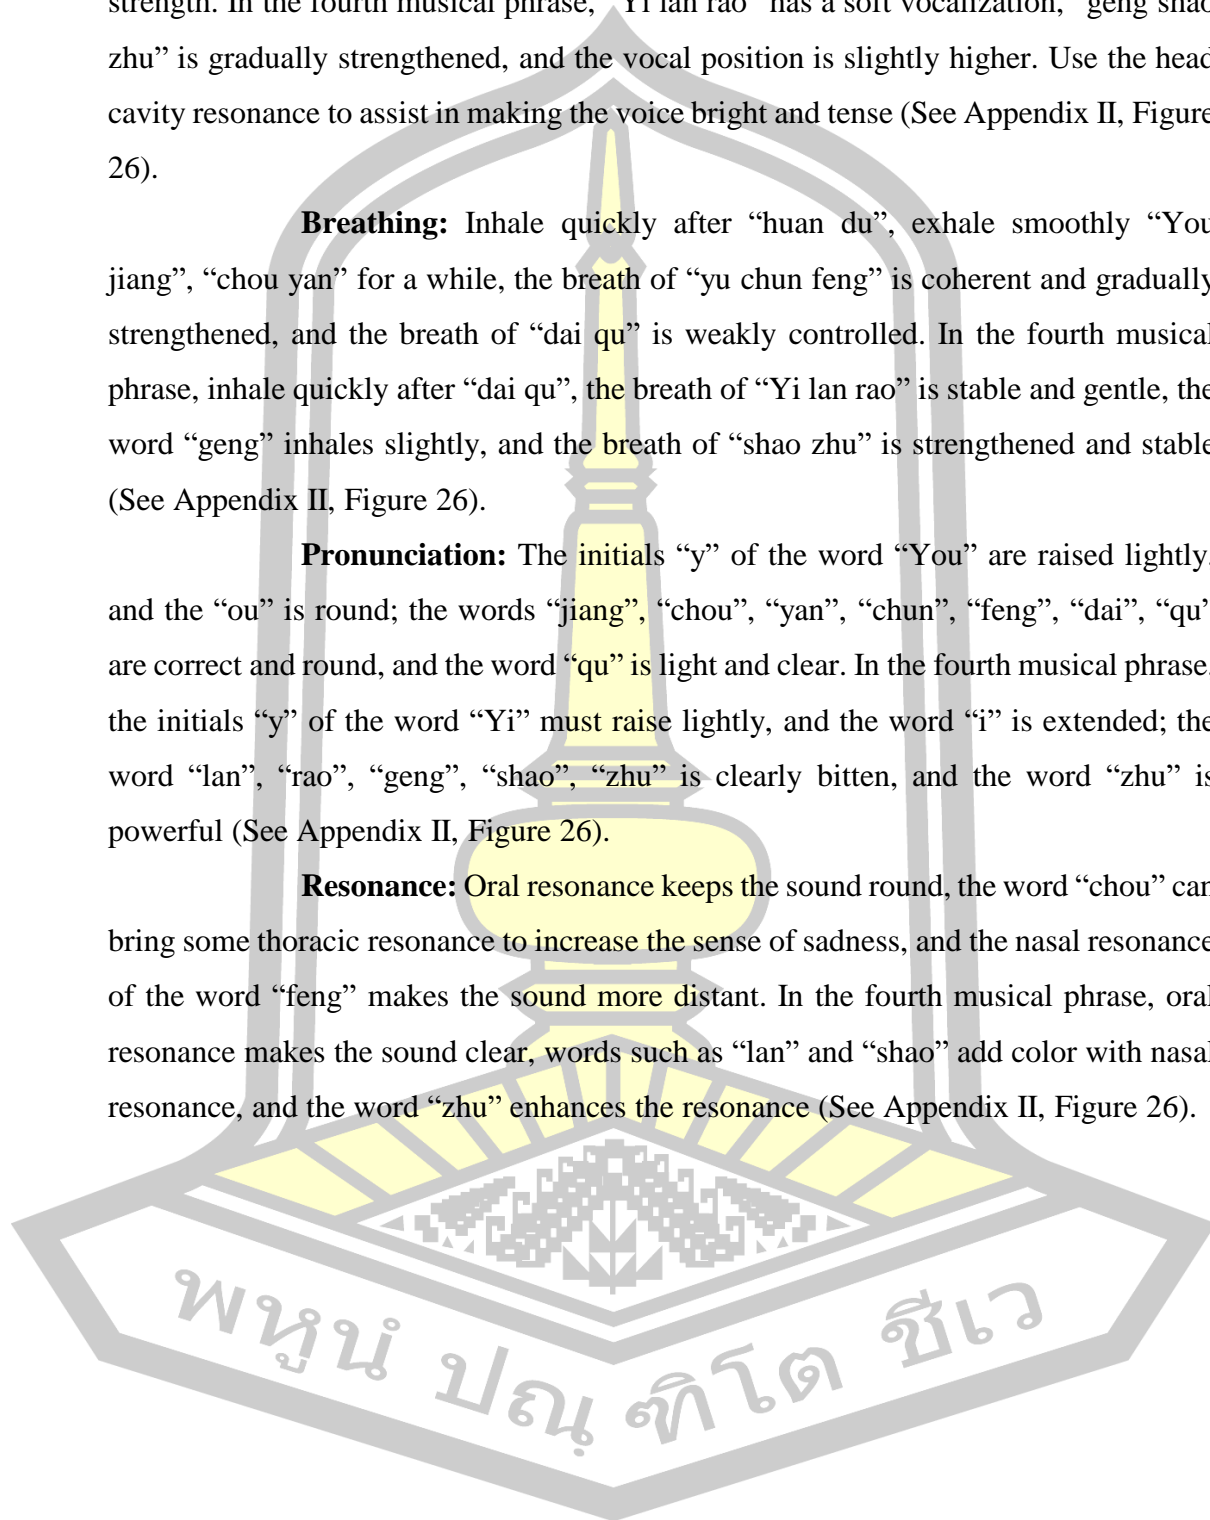 strength. In the fourth musical phrase, “Yi lan rao” has a soft vocalization, “geng shao
zhu” is gradually strengthened, and the vocal position is slightly higher. Use the head
cavity resonance to assist in making the voice bright and tense (See Appendix II, Figure
26).
Breathing: Inhale quickly after “huan du”, exhale smoothly “You
jiang”, “chou yan” for a while, the breath of “yu chun feng” is coherent and gradually
strengthened, and the breath of “dai qu” is weakly controlled. In the fourth musical
phrase, inhale quickly after “dai qu”, the breath of “Yi lan rao” is stable and gentle, the
word “geng” inhales slightly, and the breath of “shao zhu” is strengthened and stable
(See Appendix II, Figure 26).
Pronunciation: The initials “y” of the word “You” are raised lightly,
and the “ou” is round; the words “jiang”, “chou”, “yan”, “chun”, “feng”, “dai”, “qu”
are correct and round, and the word “qu” is light and clear. In the fourth musical phrase,
the initials “y” of the word “Yi” must raise lightly, and the word “i” is extended; the
word “lan”, “rao”, “geng”, “shao”, “zhu” is clearly bitten, and the word “zhu” is
powerful (See Appendix II, Figure 26).
Resonance: Oral resonance keeps the sound round, the word “chou” can
bring some thoracic resonance to increase the sense of sadness, and the nasal resonance
of the word “feng” makes the sound more distant. In the fourth musical phrase, oral
resonance makes the sound clear, words such as “lan” and “shao” add color with nasal
resonance, and the word “zhu” enhances the resonance (See Appendix II, Figure 26).
พหูนํ ปณฺฑิโต ชีเว